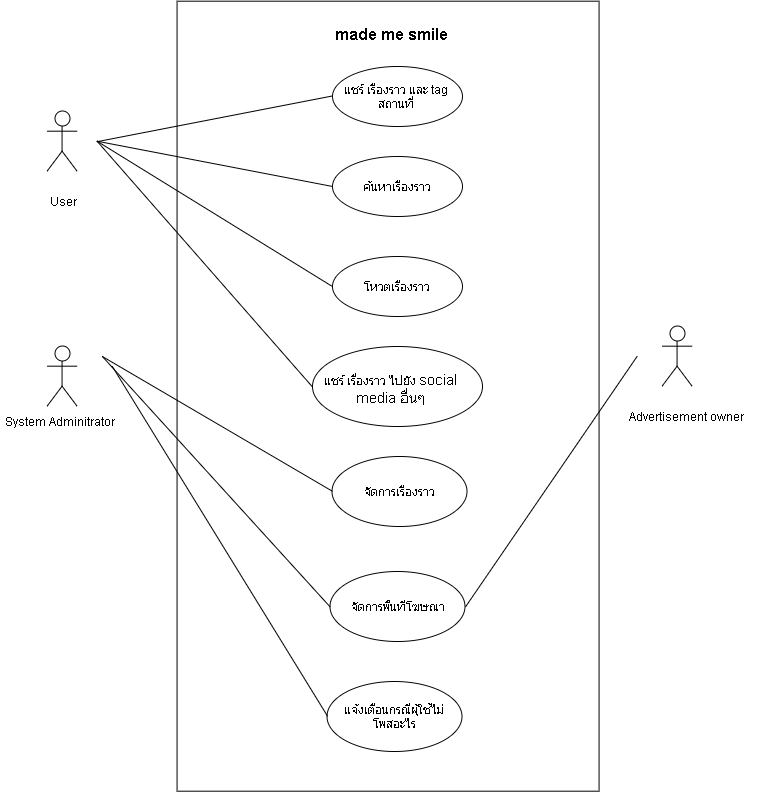 made me smile
แชร์ เรื่องราว และ tag
สถานที่
User
ค้นหาเรื่องราว
โหวตเรื่องราว
แชร์ เรื่องราว ไปยัง social
media อื่นๆ
System Adminitrator
Advertisement owner
จัดการเรื่องราว
จัดการพื้นที่โฆษณา
แจ้งเตือนกรณีผู้ใช้ไม่
โพสอะไร